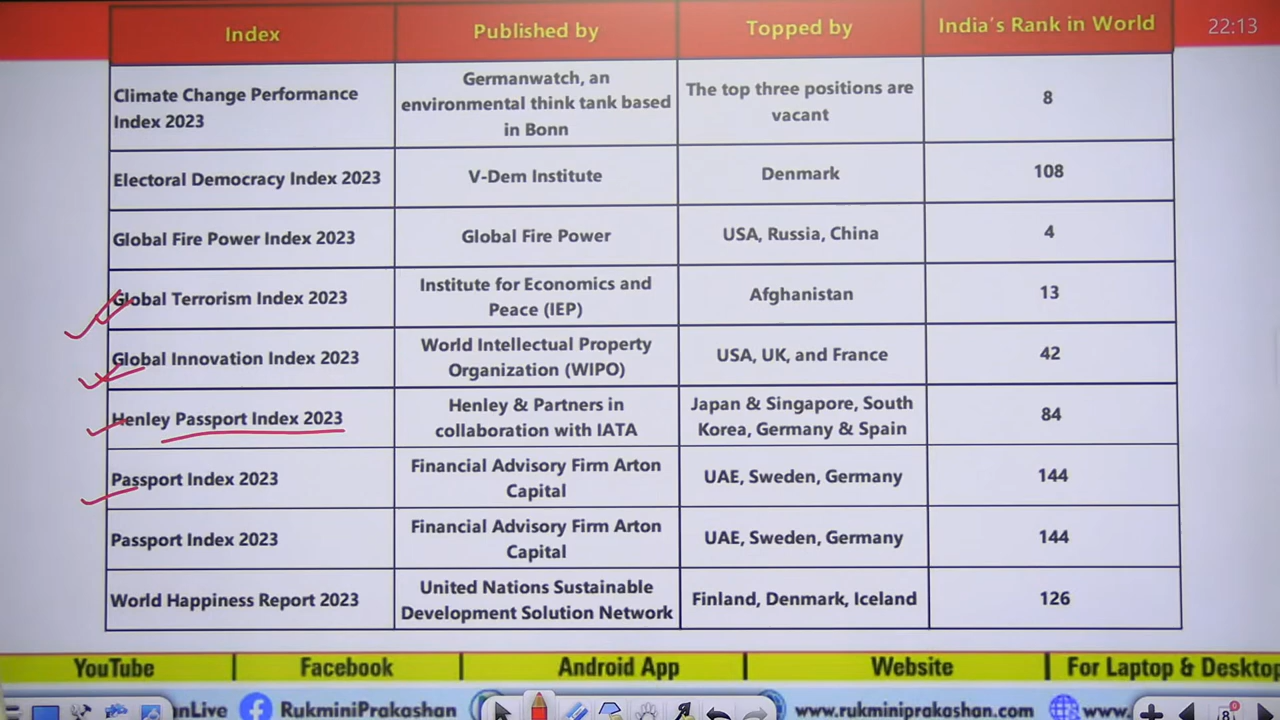 Index Published by Topped by India's Rank in World 22:13
Climate Change Performance
Index 2023
Germanwatch, an
environmental think tank based
in Bonn
The top three positions are
vacant
8
Electoral Democracy Index 2023 V-Dem Institute Denmark 108
Global Fire Power Index 2023 Global Fire Power USA, Russia, China 4
Global Terrorism Index 2023
Institute for Economics and
Peace (IEP)
Afghanistan
13
Global Innovation Index 2023
World Intellectual Property
Organization (WIPO)
USA, UK, and France
42
Henley Passport Index 2023
Henley & Partners in
collaboration with IATA
Japan & Singapore, South
Korea, Germany & Spain
84
Passport Index 2023
Financial Advisory Firm Arton
Capital
UAE, Sweden, Germany
144
Passport Index 2023
Financial Advisory Firm Arton
Capital
UAE, Sweden, Germany
144
World Happiness Report 2023
United Nations Sustainable
Development Solution Network
Finland, Denmark, Iceland
126
YouTube Facebook Android App Website For Laptop & Desktop
nLive RukminiPrakashan www.rukminiprakashan.com www. 8